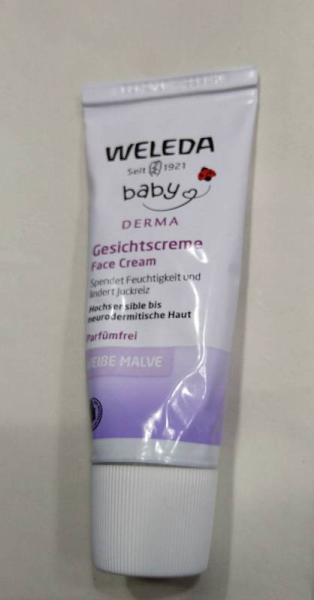 WELEDA
Seit 1921
baby
DERMA
Gesichtscreme
Face Cream
Spendet Feuchtigkeit und
lindert Juckreiz
Hochsensible bis
neurodermitische Haut
Parfümfrei
WEIẞE MALVE